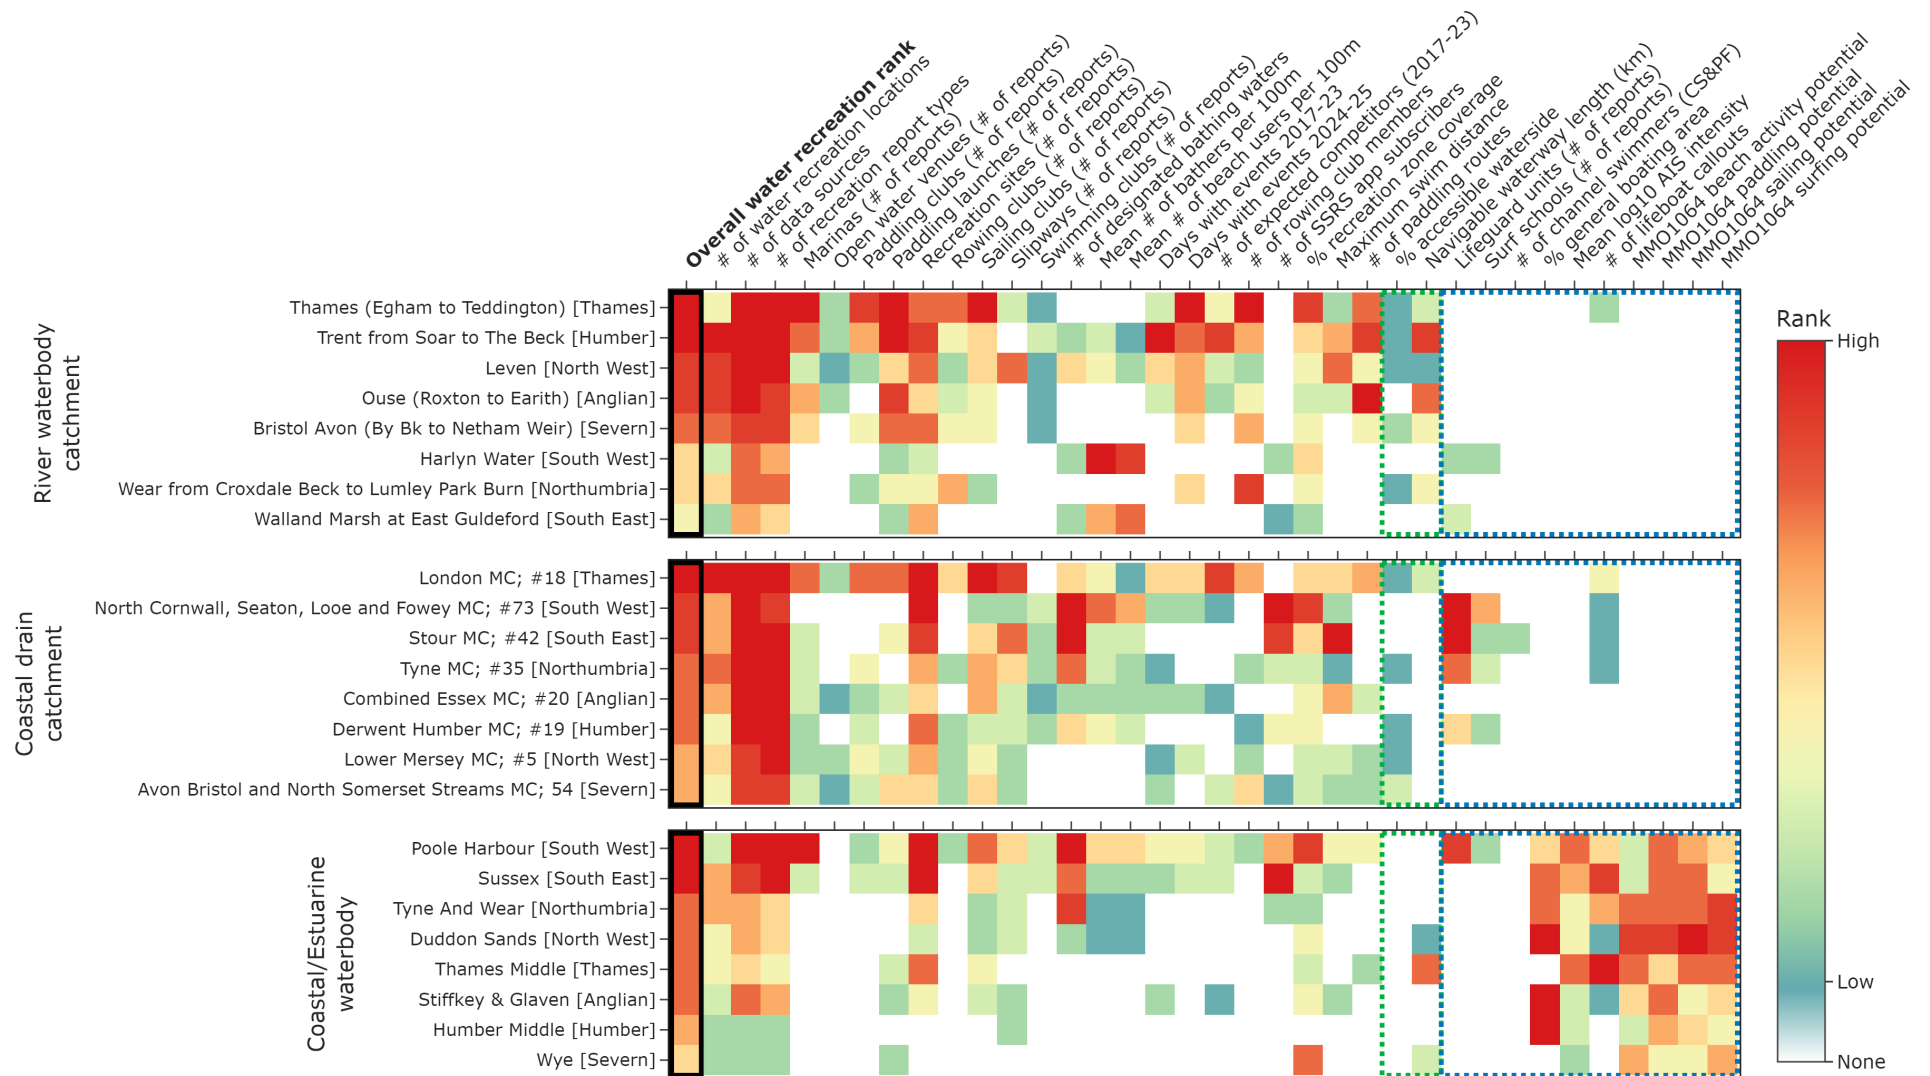 Overall water recreation rank
# of water recreation locations
# of data sources
# of recreation report types
Marinas (# of reports)
Open water venues (# of reports)
Paddling clubs (# of reports)
Paddling launches (# of reports)
Recreation sites (# of reports)
Rowing clubs (# of reports)
Sailing clubs (# of reports)
Slipways (# of reports)
Swimming clubs (# of reports)
# of designated bathing waters
Mean # of bathers per 100m
Mean # of beach users per 100m
Days with events 2017-23
Days with events 2024-25
# of expected competitors (2017-23)
# of rowing club members
# of SSRS app subscribers
% recreation zone coverage
Maximum swim distance
# of paddling routes
% accessible waterside
Navigable waterway length (km)
Lifeguard units (# of reports)
Surf schools (# of reports)
# of channel swimmers (CS&PF)
% general boating area
Mean log10 AIS intensity
# of lifeboat callouts
MMO1064 beach activity potential
MMO1064 paddling potential
MMO1064 sailing potential
MMO1064 surfing potential
River waterbody
catchment
Thames (Egham to Teddington) [Thames]
Trent from Soar to The Beck [Humber]
Leven [North West]
Ouse (Roxton to Earith) [Anglian]
Bristol Avon (By Bk to Netham Weir) [Severn]
Harlyn Water [South West]
Wear from Croxdale Beck to Lumley Park Burn [Northumbria]
Walland Marsh at East Guldeford [South East]
Coastal drain
catchment
London MC; #18 [Thames]
North Cornwall, Seaton, Looe and Fowey MC; #73 [South West]
Stour MC; #42 [South East]
Tyne MC; #35 [Northumbria]
Combined Essex MC; #20 [Anglian]
Derwent Humber MC; #19 [Humber]
Lower Mersey MC; #5 [North West]
Avon Bristol and North Somerset Streams MC; 54 [Severn]
Coastal/Estuarine
waterbody
Poole Harbour [South West]
Sussex [South East]
Tyne And Wear [Northumbria]
Duddon Sands [North West]
Thames Middle [Thames]
Stiffkey & Glaven [Anglian]
Humber Middle [Humber]
Wye [Severn]
Rank
High
Low
None